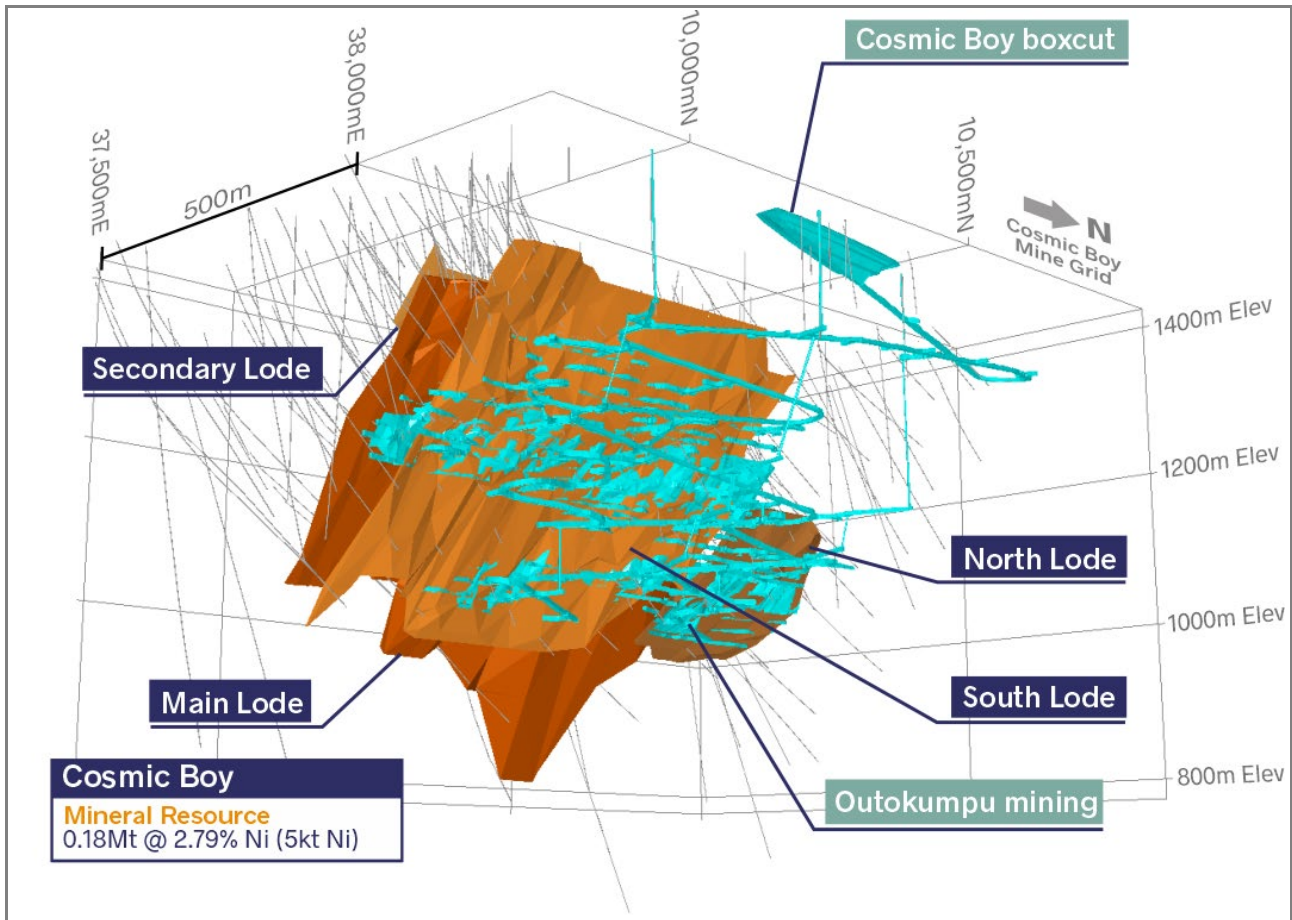 Cosmic Boy boxcut
10,000mN
38,000mE
37,500mE
10,500mN
500m
N
Cosmic Boy
Mine Grid
1400m Elev
Secondary Lode
1200m Elev
North Lode
1000m Elev
Main Lode
South Lode
800m Elev
Outokumpu mining
Cosmic Boy
Mineral Resource
0.18Mt @ 2.79% Ni (5kt Ni)